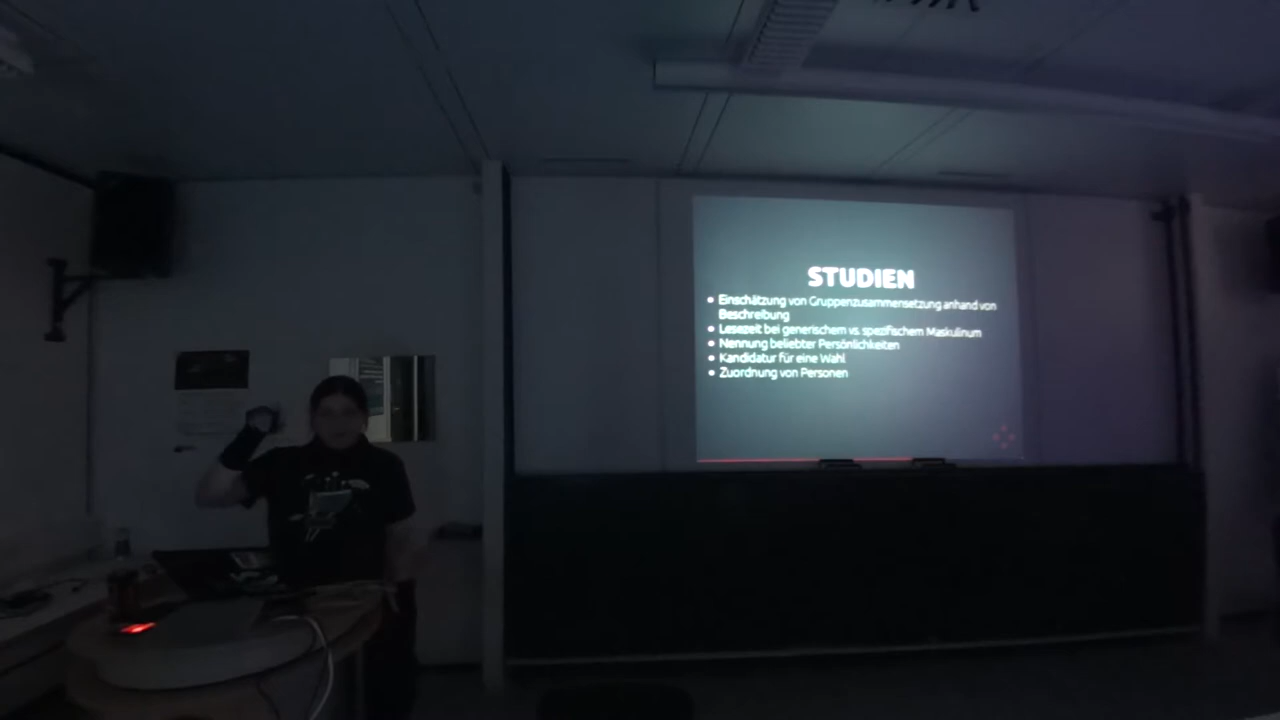 STUDIEN
• Einschätzung von Gruppenzusammensetzung anhand von
Beschreibung
• Lesezeit bei generischem vs. spezifischem Maskulinum
• Nennung beliebter Persönlichkeiten
• Kandidatur für eine Wahl
• Zuordnung von Personen